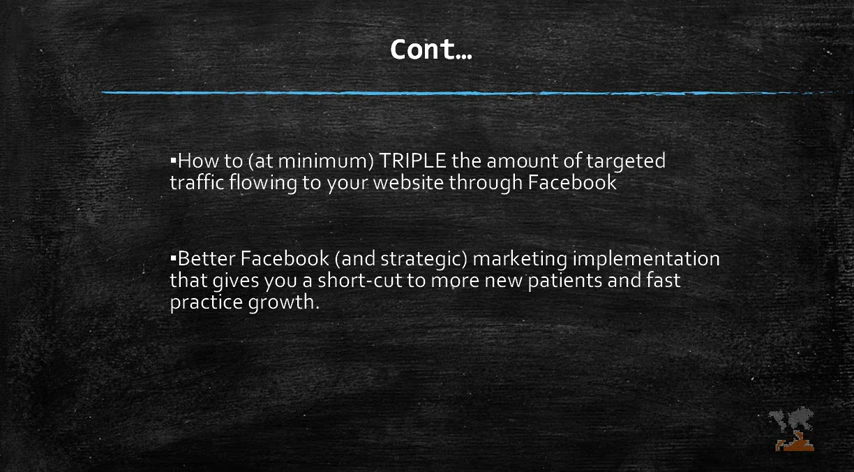 Cont…
▪How to (at minimum) TRIPLE the amount of targeted
traffic flowing to your website through Facebook
▪Better Facebook (and strategic) marketing implementation
that gives you a short-cut to more new patients and fast
practice growth.